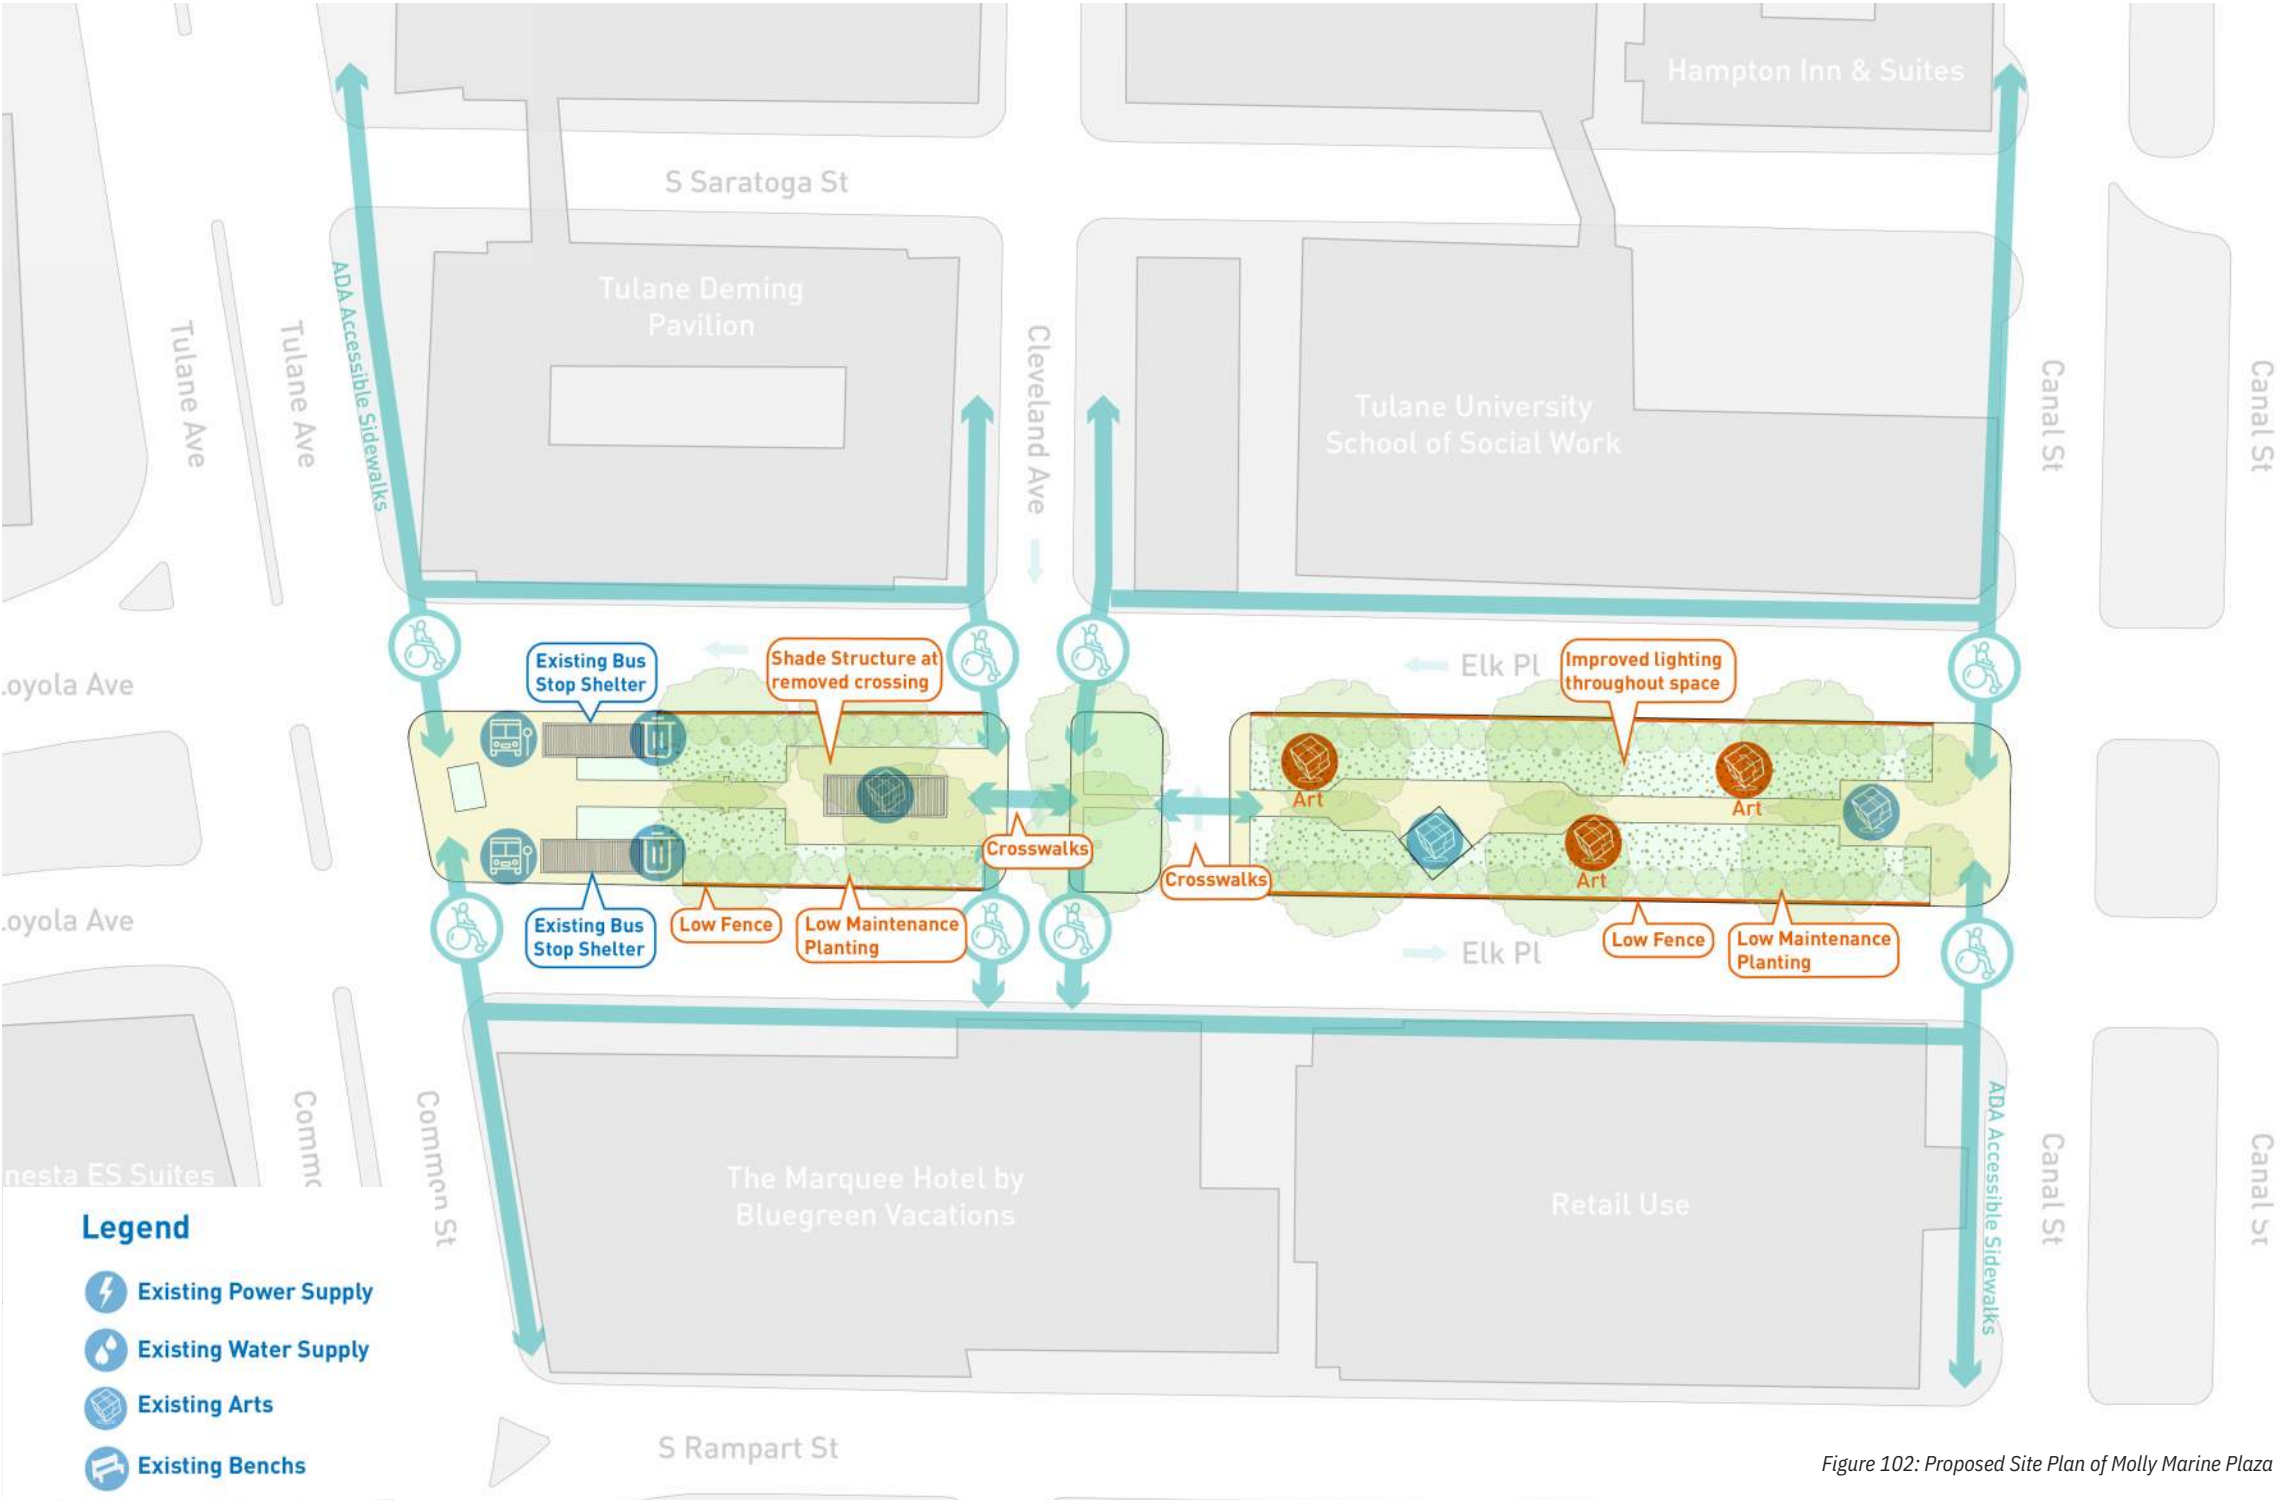 Hampton Inn & Suites
S Saratoga St
Tulane Deming
Pavilion
Tulane University
School of Social Work
Tulane Ave
Tulane Ave
ADA Accessible Sidewalks
Cleveland Ave
Canal St
Canal St
Existing Bus
Stop Shelter
Shade Structure at
removed crossing
Elk Pl
Improved lighting
throughout space
Loyola Ave
Art
Art
Art
Crosswalks
Crosswalks
Loyola Ave
Existing Bus
Stop Shelter
Low Fence
Low Maintenance
Planting
Elk Pl
Low Fence
Low Maintenance
Planting
Commo
Common St
ADA Accessible Sidewalks
Canal St
Canal St
nesta ES Suites
The Marquee Hotel by
Bluegreen Vacations
Retail Use
Legend
Existing Power Supply
Existing Water Supply
Existing Arts
Existing Benchs
S Rampart St
Figure 102: Proposed Site Plan of Molly Marine Plaza